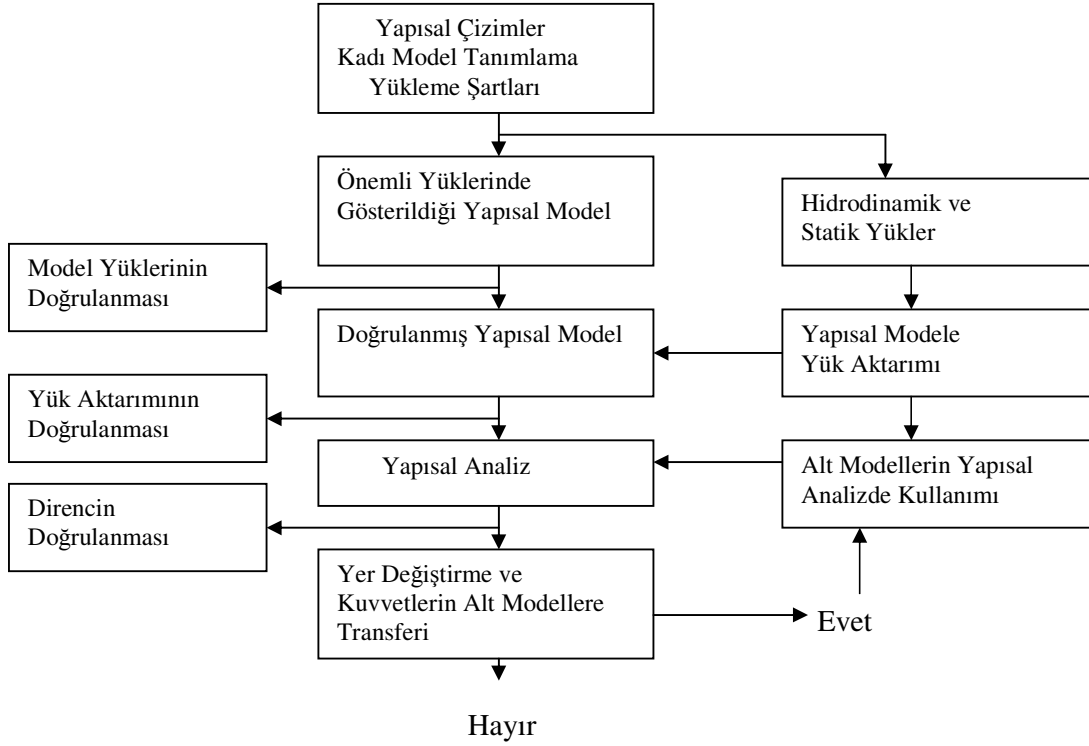 Yapısal Çizimler
Kadı Model Tanımlama
Yükleme Şartları
Önemli Yüklerinde
Gösterildiği Yapısal Model
Hidrodinamik ve
Statik Yükler
Model Yüklerinin
Doğrulanması
Doğrulanmış Yapısal Model
Yapısal Modele
Yük Aktarımı
Yük Aktarımının
Doğrulanması
Yapısal Analiz
Alt Modellerin Yapısal
Analizde Kullanımı
Direncin
Doğrulanması
Yer Değiştirme ve
Kuvvetlerin Alt Modellere
Transferi
Evet
Hayır